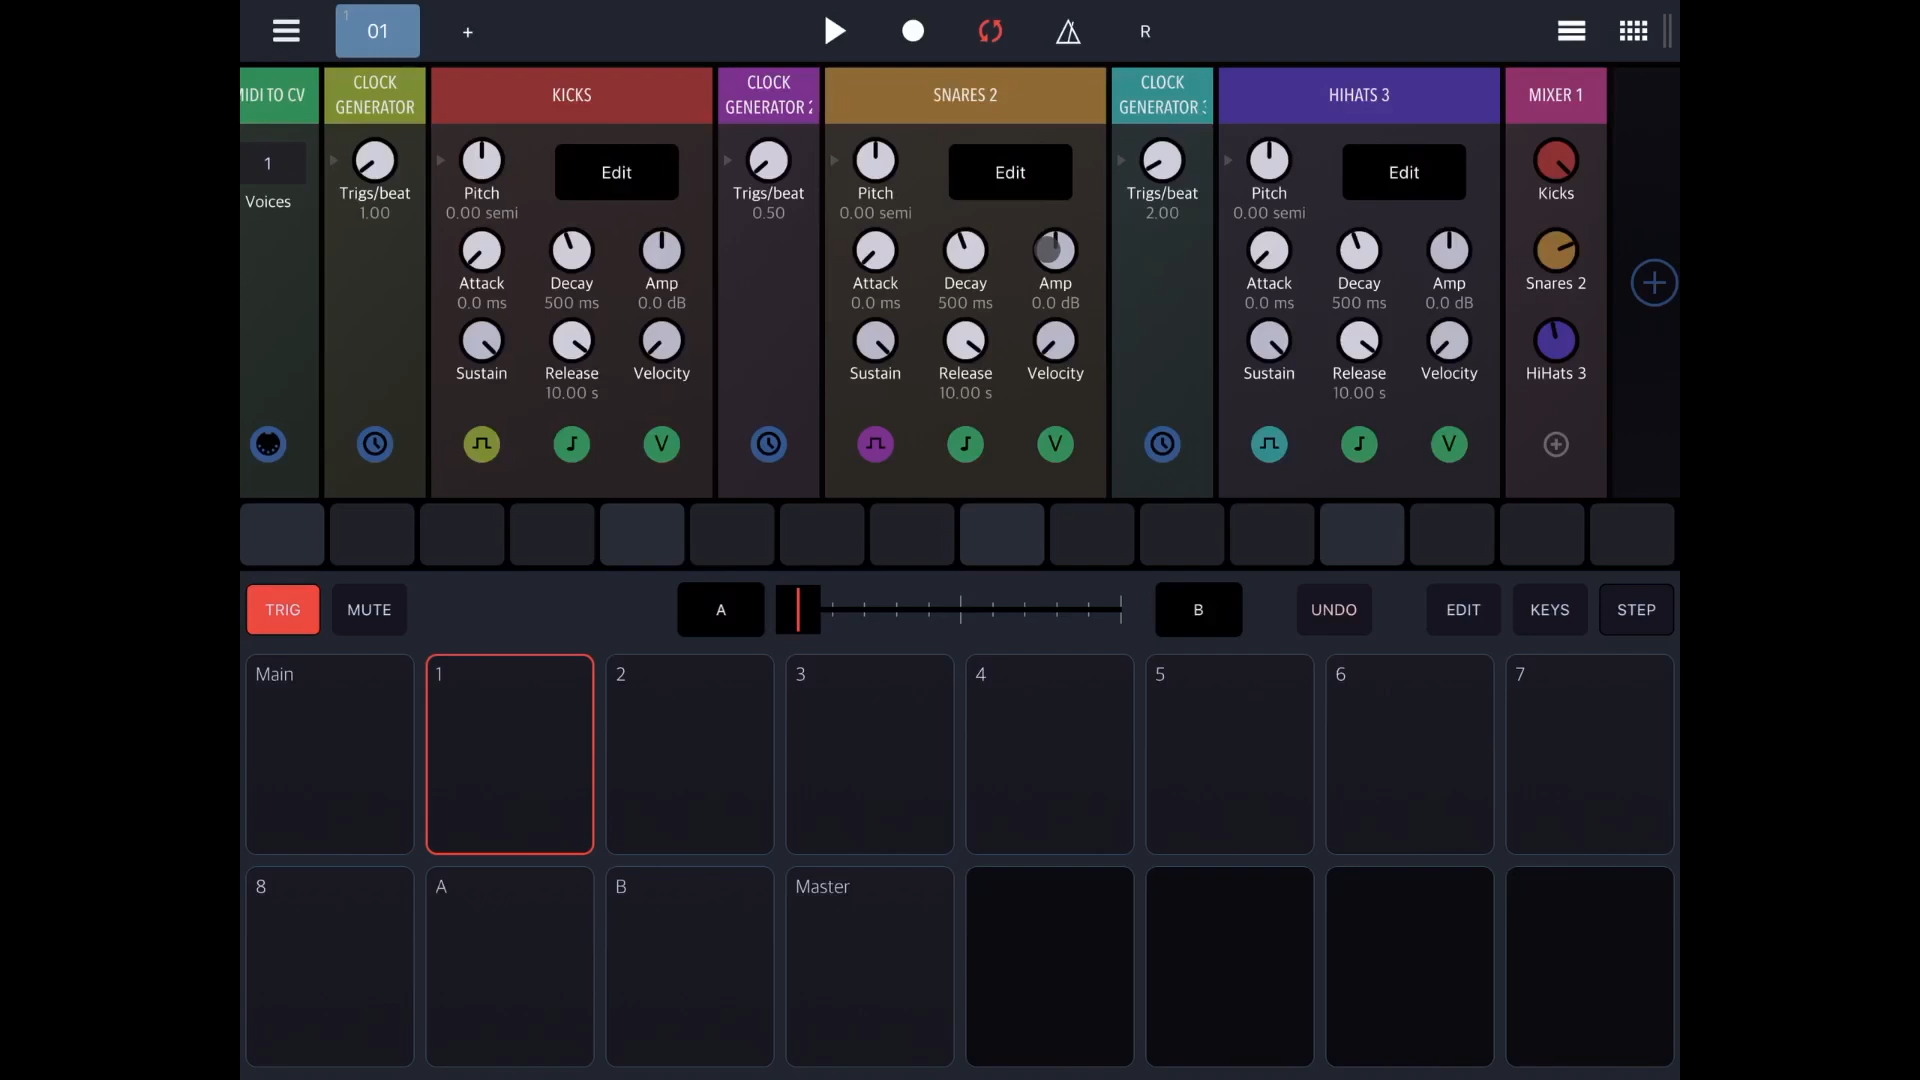 1
01
+
R
MIDI TO CV
CLOCK
GENERATOR
KICKS
CLOCK
GENERATOR 2
SNARES 2
CLOCK
GENERATOR 3
HIHATS 3
MIXER 1
1
Voices
Trigs/beat
1.00
Pitch
0.00 semi
Edit
Attack
0.0 ms
Decay
500 ms
Amp
0.0 dB
Sustain
Release
10.00 s
Velocity
V
Trigs/beat
0.50
Pitch
0.00 semi
Edit
Attack
0.0 ms
Decay
500 ms
Amp
0.0 dB
Sustain
Release
10.00 s
Velocity
V
Trigs/beat
2.00
Pitch
0.00 semi
Edit
Attack
0.0 ms
Decay
500 ms
Amp
0.0 dB
Sustain
Release
10.00 s
Velocity
V
Kicks
Snares 2
HiHats 3
TRIG
MUTE
A
B
UNDO
EDIT
KEYS
STEP
Main
1
2
3
4
5
6
7
8
A
B
Master